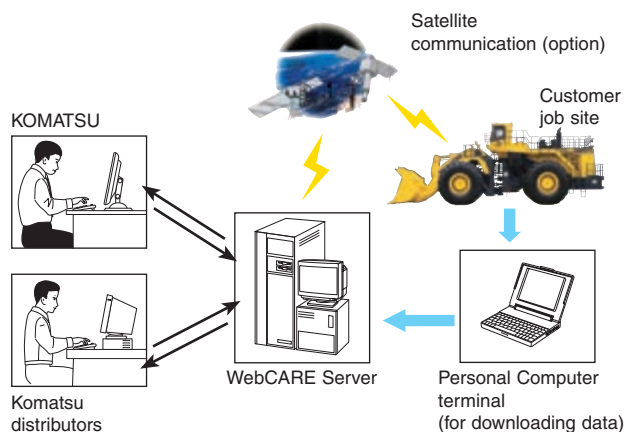 Satellite
communication (option)
Customer
job site
KOMATSU
WebCARE Server
Personal Computer
terminal
(for downloading data)
Komatsu
distributors